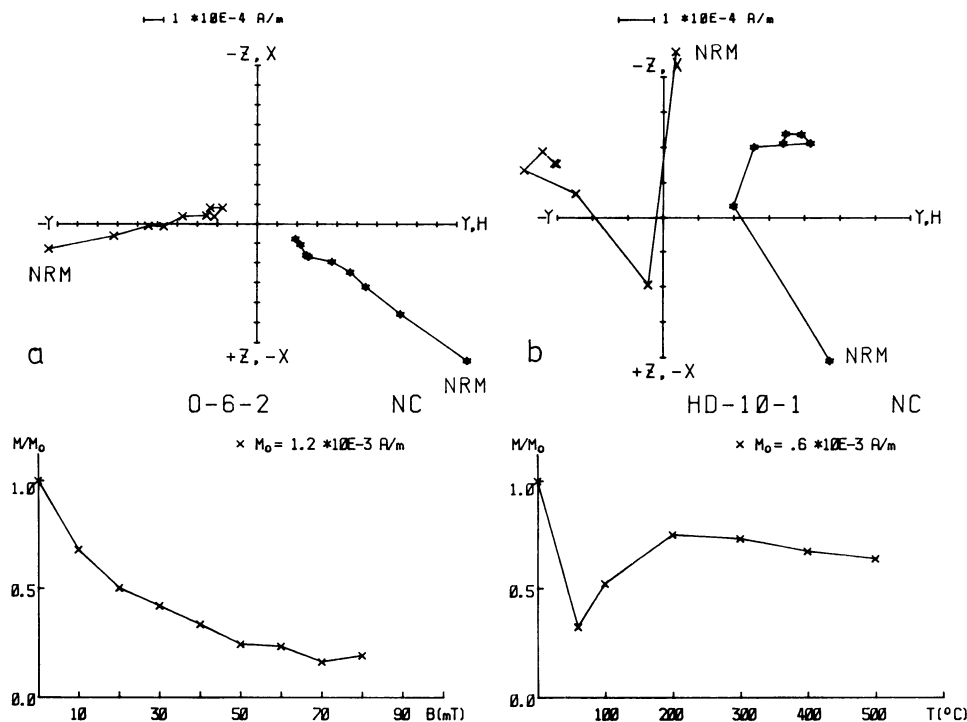 1 *10E-4 A/m
-Z,X
-Y
Y,H
NRM
+Z,-X
NRM
a
O-6-2 NC
1 *10E-4 A/m
-Z,
NRM
-Y
Y,H
b
+Z,-X
NRM
HD-10-1 NC
M/Mo
× Mo= 1.2 *10E-3 A/m
1.0
0.5
0.0
10 30 50 70 90 B(mT)
M/Mo
× Mo= .6 *10E-3 A/m
1.0
0.5
0.0
100 200 300 400 500 T(°C)